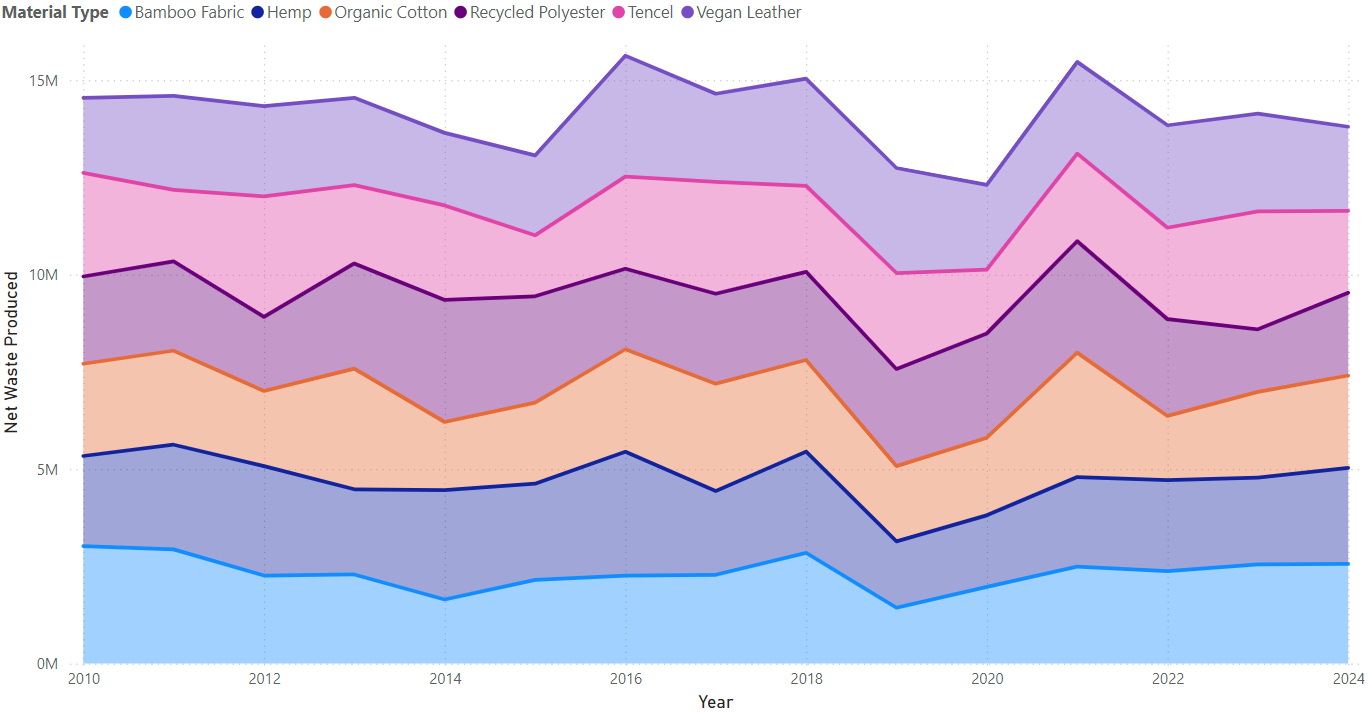 Material Type Bamboo Fabric Hemp Organic Cotton Recycled Polyester Tencel Vegan Leather
15M
10M
5M
0M
Net Waste Produced
2010 2012 2014 2016 2018 2020 2022 2024
Year